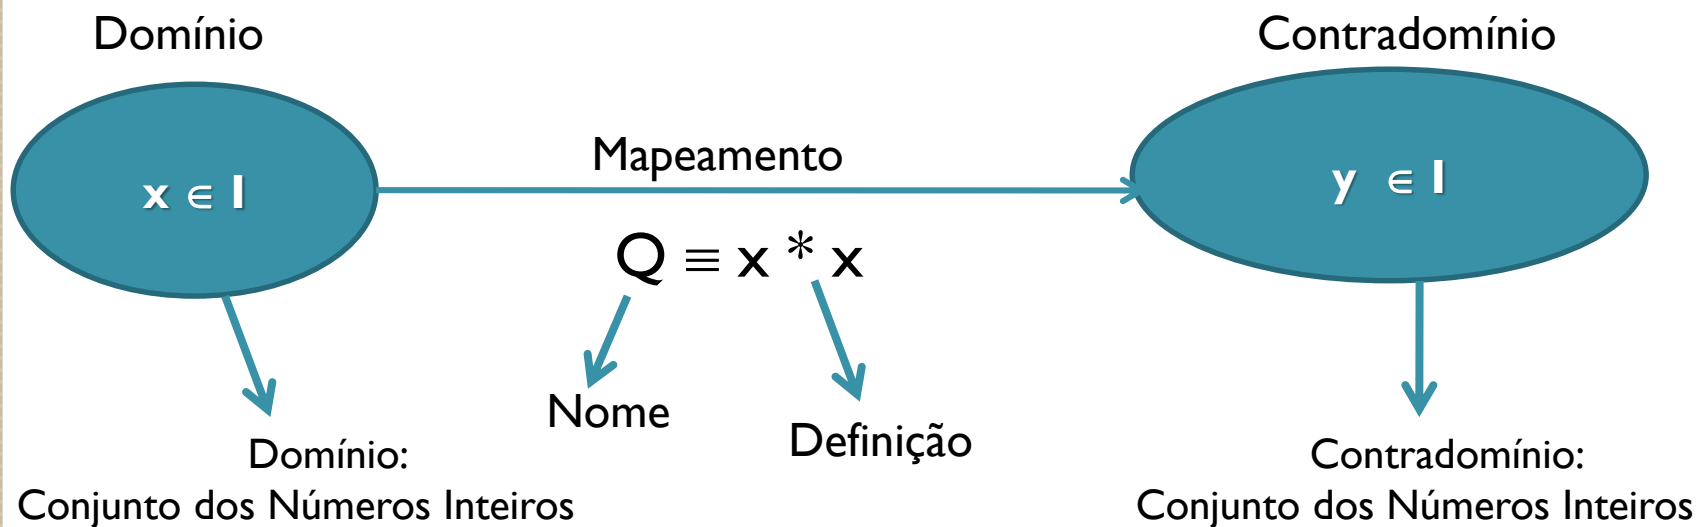 Domínio
Contradomínio
Mapeamento
x ∈ I
y ∈ I
Q ≡ x * x
Nome
Definição
Domínio:
Conjunto dos Números Inteiros
Contradomínio:
Conjunto dos Números Inteiros